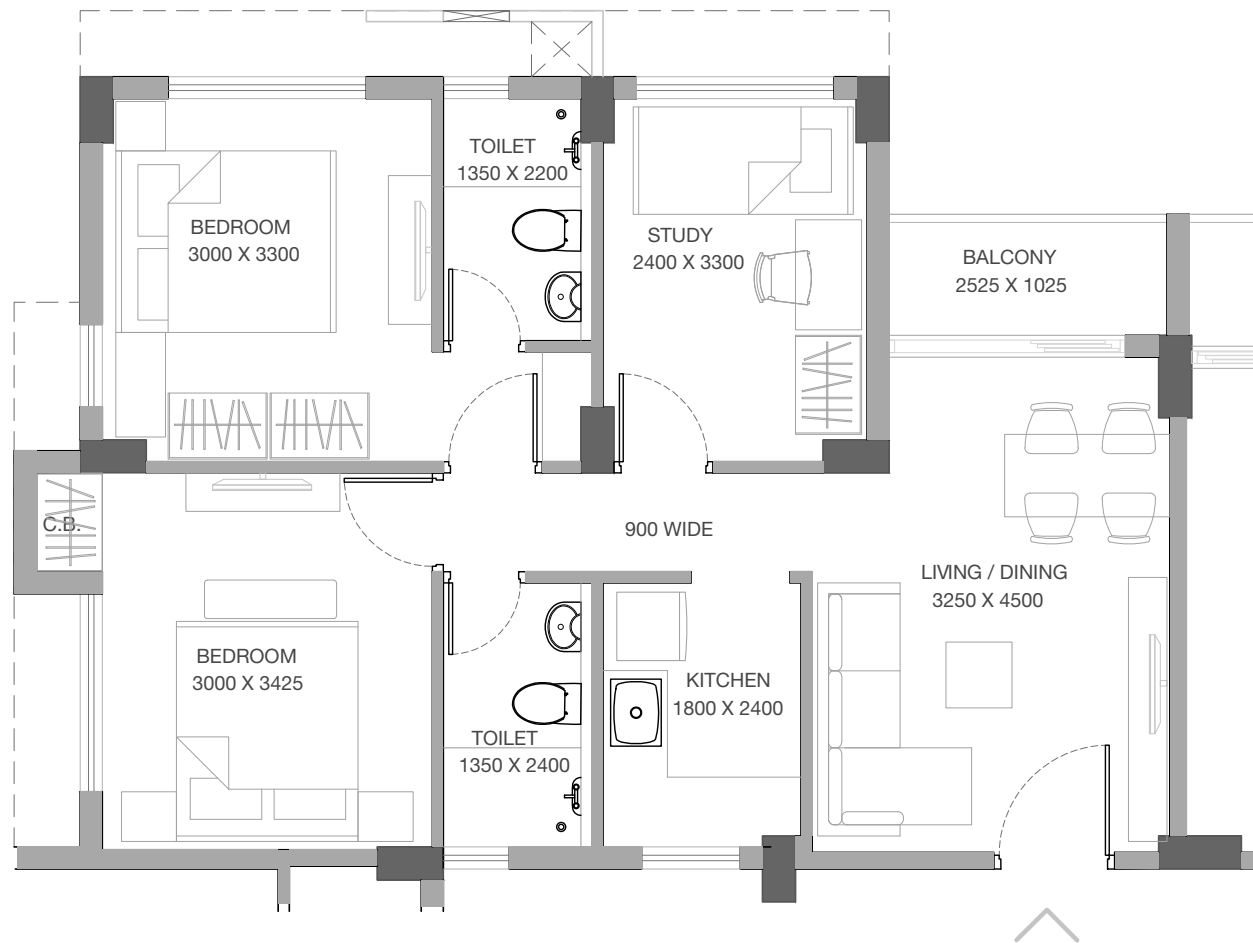 TOILET
1350 X 2200
BEDROOM
3000 X 3300
STUDY
2400 X 3300
BALCONY
2525 X 1025
C.B.
900 WIDE
LIVING / DINING
3250 X 4500
BEDROOM
3000 X 3425
KITCHEN
1800 X 2400
TOILET
1350 X 2400